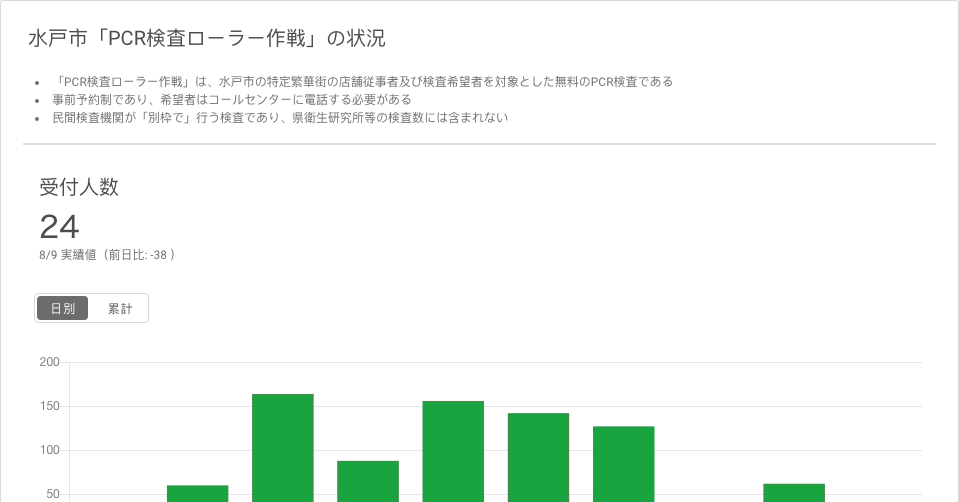 水戸市「PCR検査ローラー作戦」の状況
「PCR検査ローラー作戦」は、水戸市の特定繁華街の店舗従事者及び検査希望者を対象とした無料のPCR検査である
事前予約制であり、希望者はコールセンターに電話する必要がある
民間検査機関が「別枠で」行う検査であり、県衛生研究所等の検査数には含まれない
受付人数
24
8/9 実績値（前日比: -38 ）
日別 累計
200
150
100
50